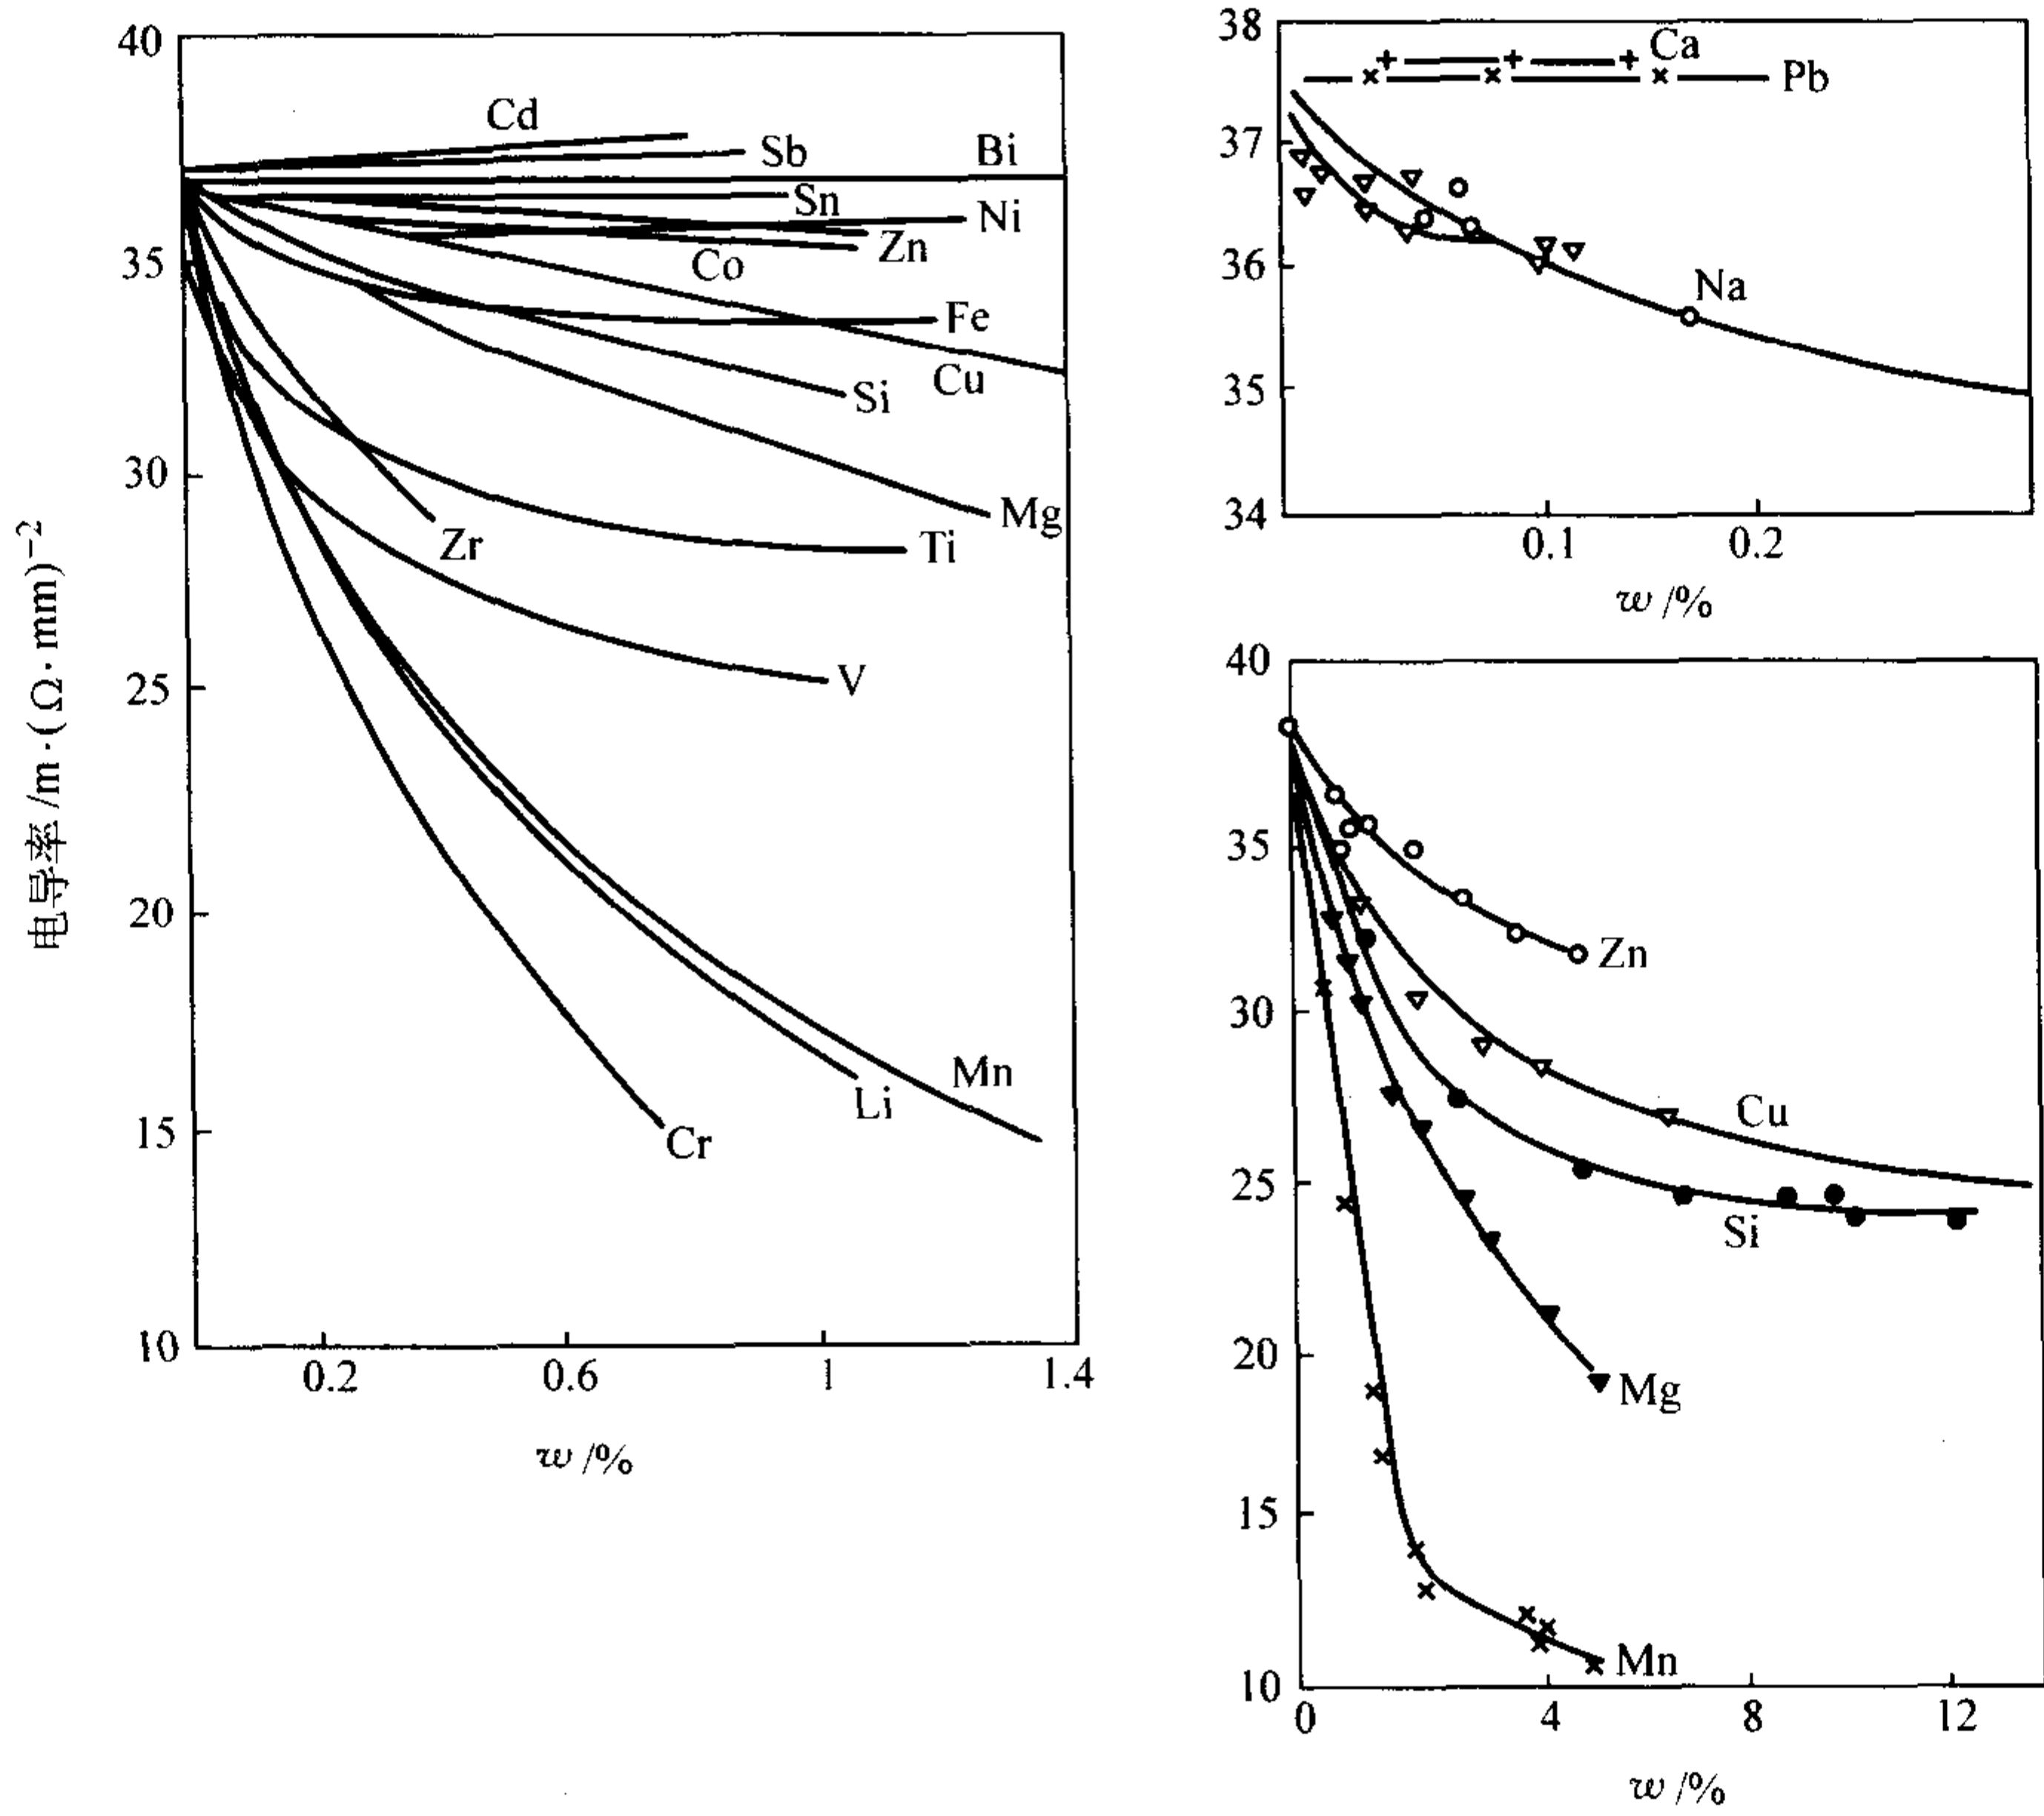 电导率/m·(Ω·mm)⁻²
40
35
30
25
20
15
10
Cd
Sb
Bi
Sn
Ni
Zn
Co
Fe
Cu
Si
Mg
Zr
Ti
V
Mn
Li
Cr
0.2 0.6 1 1.4
w/%
38
37
36
35
34
Ca
Pb
Na
0.1 0.2
w/%
40
35
30
25
20
15
10
Zn
Cu
Si
Mg
Mn
0 4 8 12
w/%